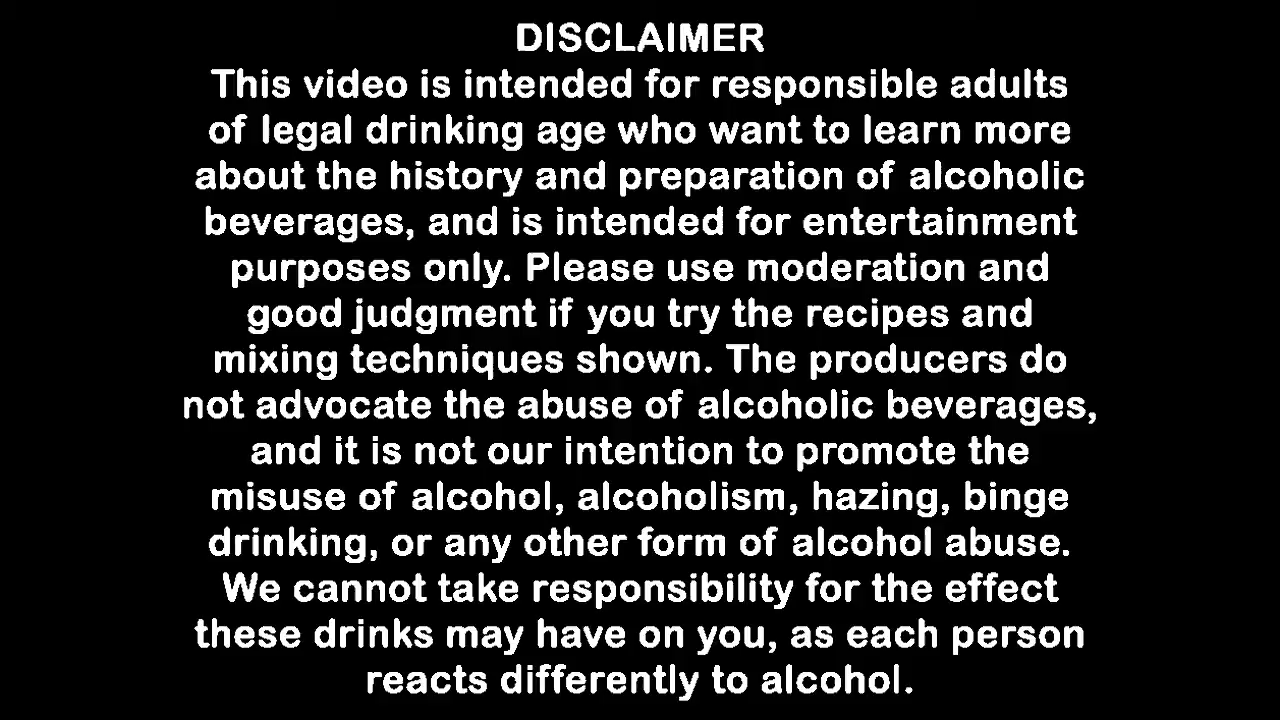 DISCLAIMER
This video is intended for responsible adults
of legal drinking age who want to learn more
about the history and preparation of alcoholic
beverages, and is intended for entertainment
purposes only. Please use moderation and
good judgment if you try the recipes and
mixing techniques shown. The producers do
not advocate the abuse of alcoholic beverages,
and it is not our intention to promote the
misuse of alcohol, alcoholism, hazing, binge
drinking, or any other form of alcohol abuse.
We cannot take responsibility for the effect
these drinks may have on you, as each person
reacts differently to alcohol.